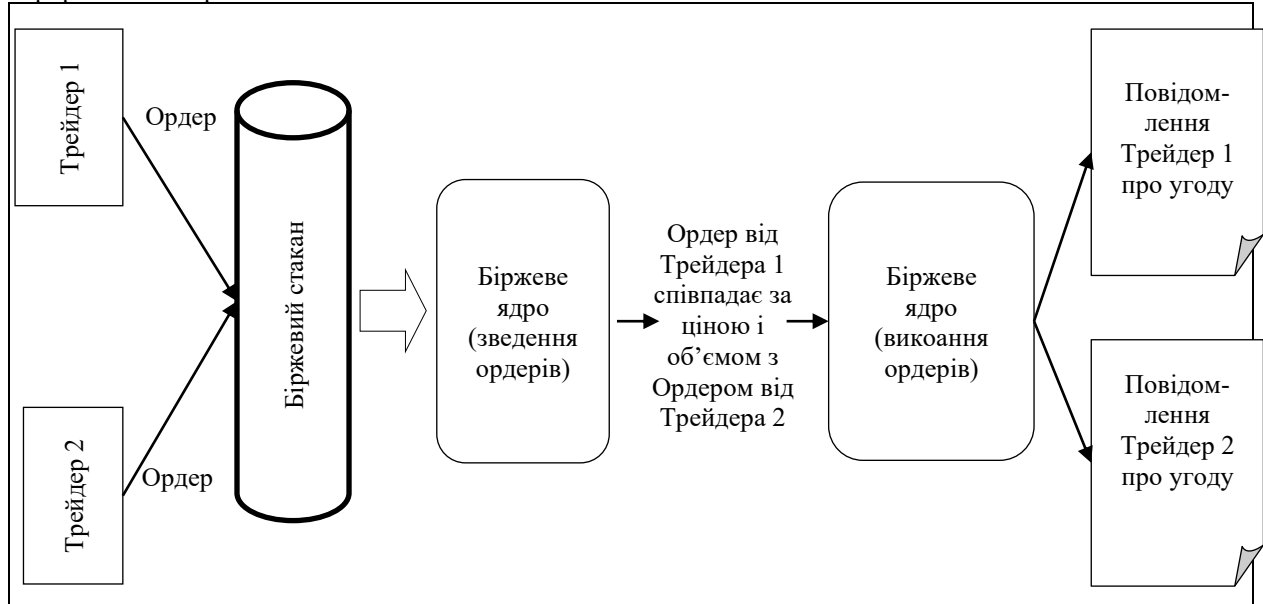 Трейдер 1
Ордер
Трейдер 2
Ордер
Біржевий стакан
Біржеве
ядро
(зведення
ордерів)
Ордер від
Трейдера 1
співпадає за
ціною і
об’ємом з
Ордером від
Трейдера 2
Біржеве
ядро
(викоання
ордерів)
Повідом-
лення
Трейдер 1
про угоду
Повідом-
лення
Трейдер 2
про угоду